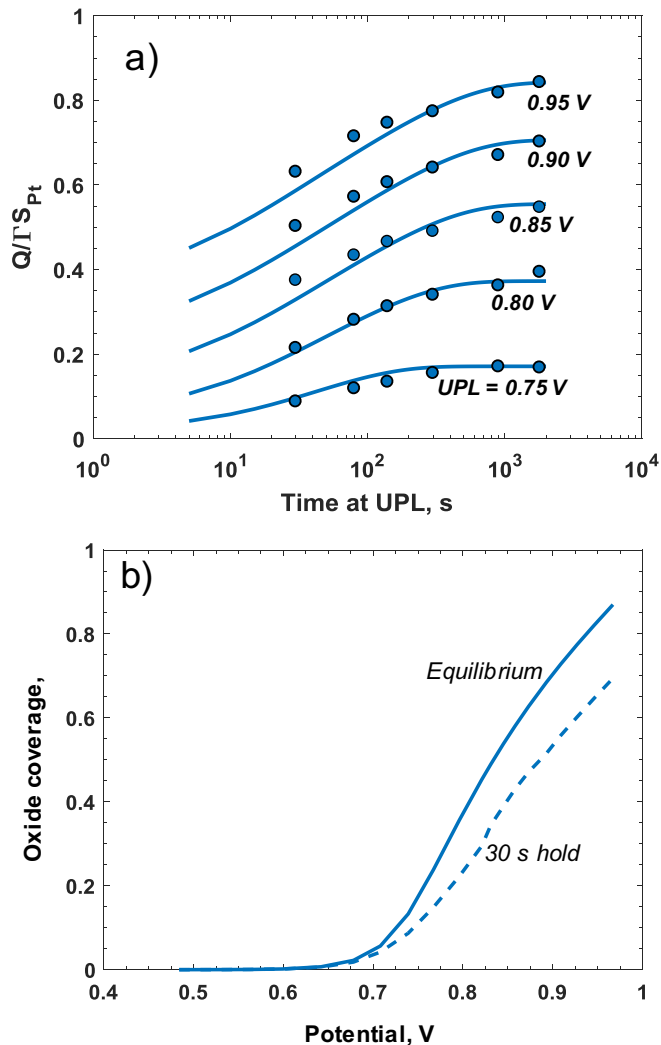 a)
1
0.8
0.6
0.4
0.2
0
Q/ΓS_Pt
0.95 V
0.90 V
0.85 V
0.80 V
UPL = 0.75 V
10^0 10^1 10^2 10^3 10^4
Time at UPL, s
b)
1
0.8
0.6
0.4
0.2
0
Oxide coverage,
Equilibrium
30 s hold
0.4 0.5 0.6 0.7 0.8 0.9 1
Potential, V